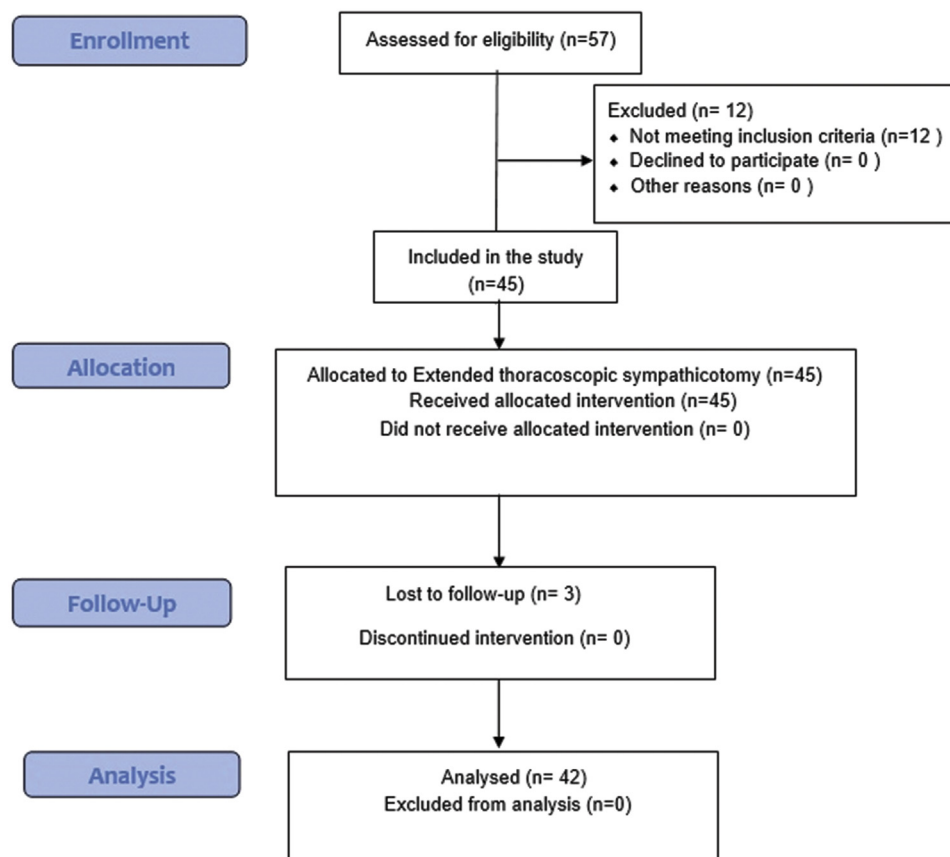 Enrollment
Assessed for eligibility (n=57)
Excluded (n= 12)
⬥ Not meeting inclusion criteria (n=12 )
⬥ Declined to participate (n= 0 )
⬥ Other reasons (n= 0 )
Included in the study
(n=45)
Allocation
Allocated to Extended thoracoscopic sympathicotomy (n=45)
Received allocated intervention (n=45)
Did not receive allocated intervention (n= 0)
Follow-Up
Lost to follow-up (n= 3)
Discontinued intervention (n= 0)
Analysis
Analysed (n= 42)
Excluded from analysis (n=0)